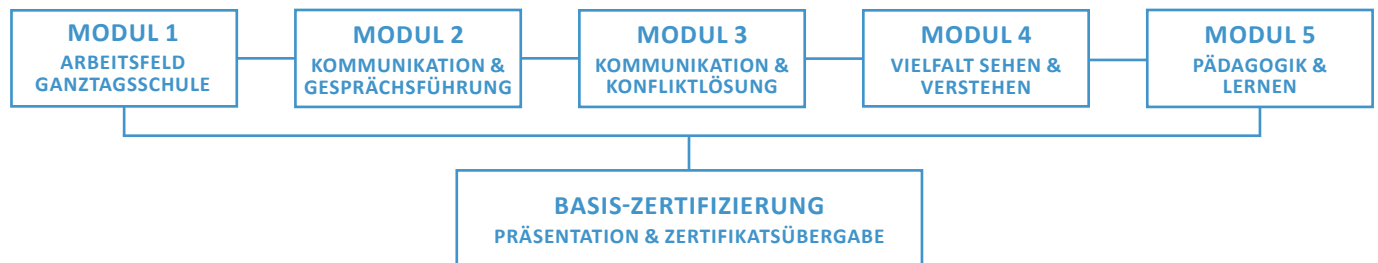 MODUL 1
ARBEITSFELD
GANZTAGSSCHULE
MODUL 2
KOMMUNIKATION &
GESPRÄCHSFÜHRUNG
MODUL 3
KOMMUNIKATION &
KONFLIKTLÖSUNG
MODUL 4
VIELFALT SEHEN &
VERSTEHEN
MODUL 5
PÄDAGOGIK &
LERNEN
BASIS-ZERTIFIZIERUNG
PRÄSENTATION & ZERTIFIKATSÜBERGABE